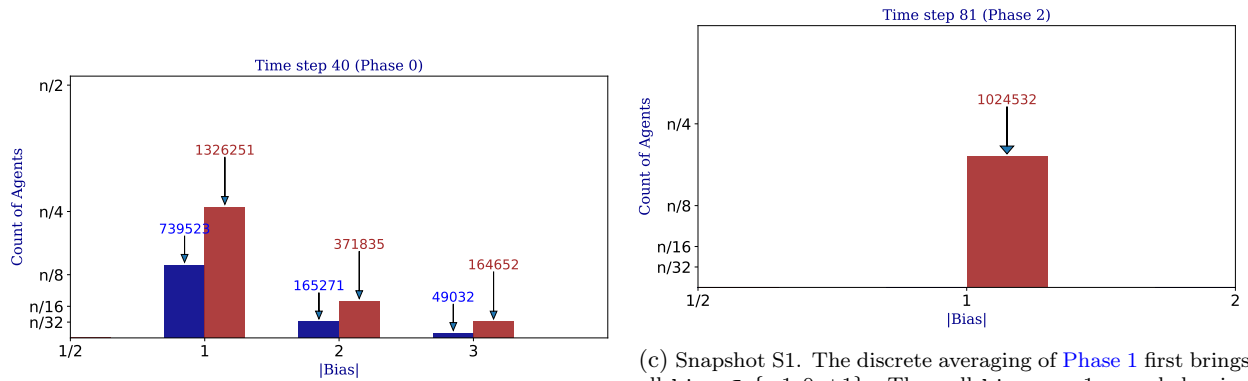 Time step 40 (Phase 0)
Count of Agents
n/2
n/4
n/8
n/16
n/32
1326251
739523
371835
165271
164652
49032
1/2
1
2
3
|Bias|
Time step 81 (Phase 2)
Count of Agents
n/4
n/8
n/16
n/32
1024532
1/2
1
2
|Bias|
(c) Snapshot S1. The discrete averaging of Phase 1 first brings